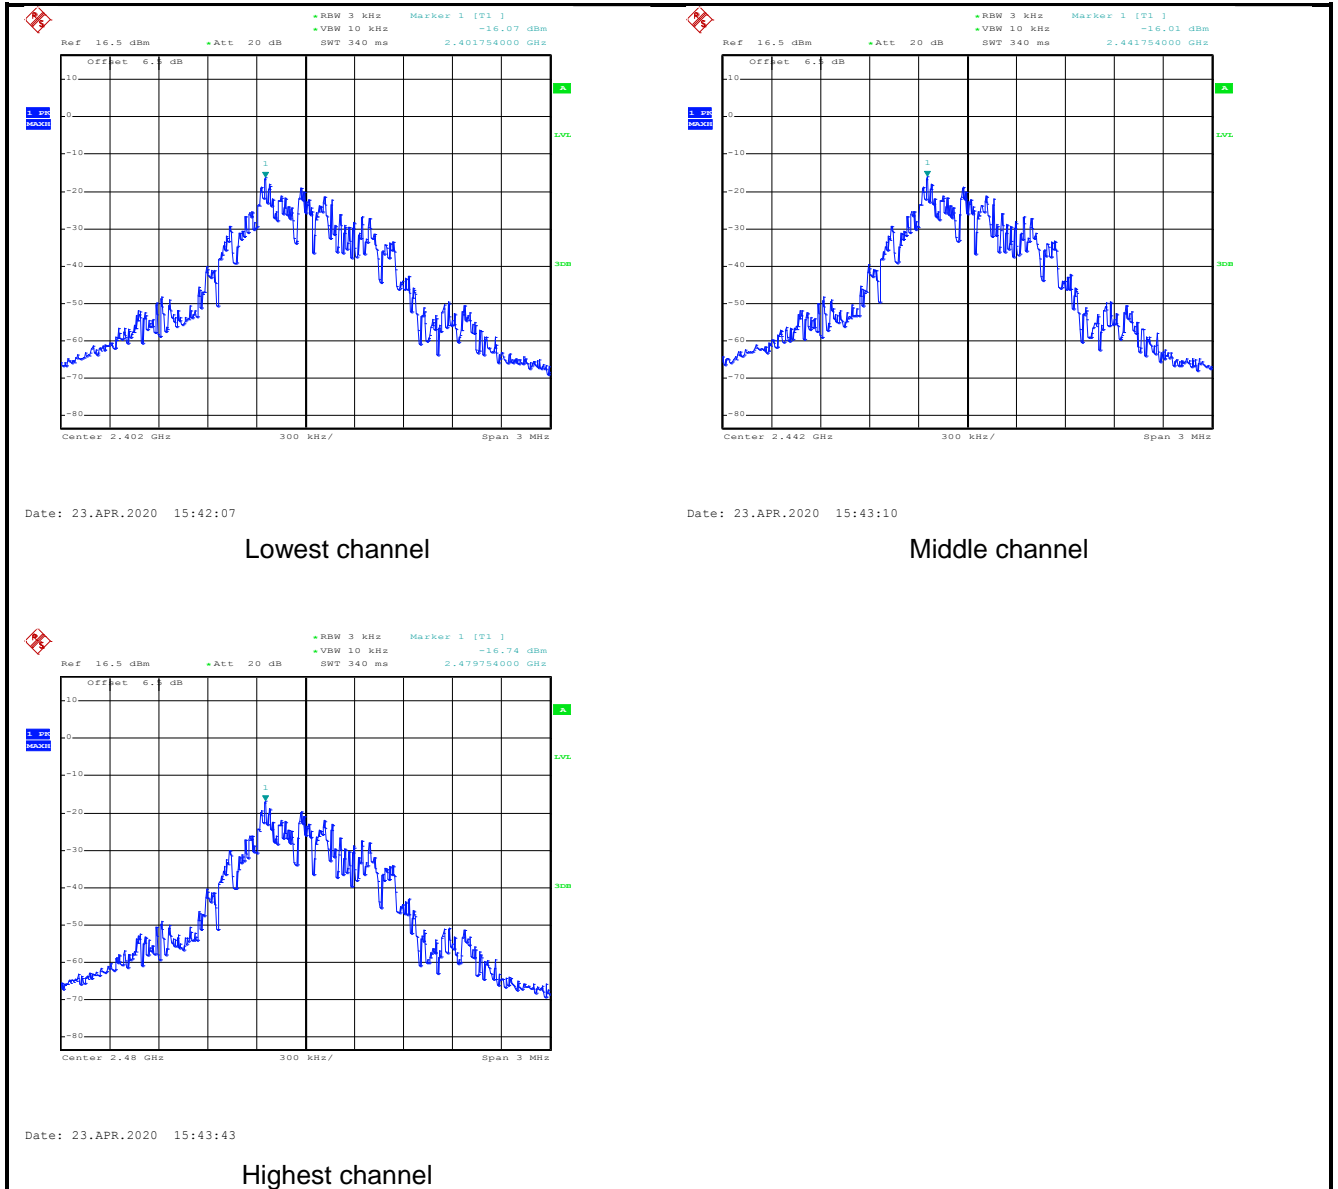 RBW 3 kHz Marker 1 [T1 ]
VBW 10 kHz -16.07 dBm
Ref 16.5 dBm Att 20 dB SWT 340 ms 2.401754000 GHz
Offset 6.5 dB
10
A
1 PK
MAXH
0
LVL
-10
1
-20
-30
-40
3DB
-50
-60
-70
-80
Center 2.402 GHz 300 kHz/ Span 3 MHz
Date: 23.APR.2020 15:42:07
Lowest channel
RBW 3 kHz Marker 1 [T1 ]
VBW 10 kHz -16.01 dBm
Ref 16.5 dBm Att 20 dB SWT 340 ms 2.441754000 GHz
Offset 6.5 dB
10
A
1 PK
MAXH
0
LVL
-10
1
-20
-30
-40
3DB
-50
-60
-70
-80
Center 2.442 GHz 300 kHz/ Span 3 MHz
Date: 23.APR.2020 15:43:10
Middle channel
RBW 3 kHz Marker 1 [T1 ]
VBW 10 kHz -16.74 dBm
Ref 16.5 dBm Att 20 dB SWT 340 ms 2.479754000 GHz
Offset 6.5 dB
10
A
1 PK
MAXH
0
LVL
-10
1
-20
-30
-40
3DB
-50
-60
-70
-80
Center 2.48 GHz 300 kHz/ Span 3 MHz
Date: 23.APR.2020 15:43:43
Highest channel